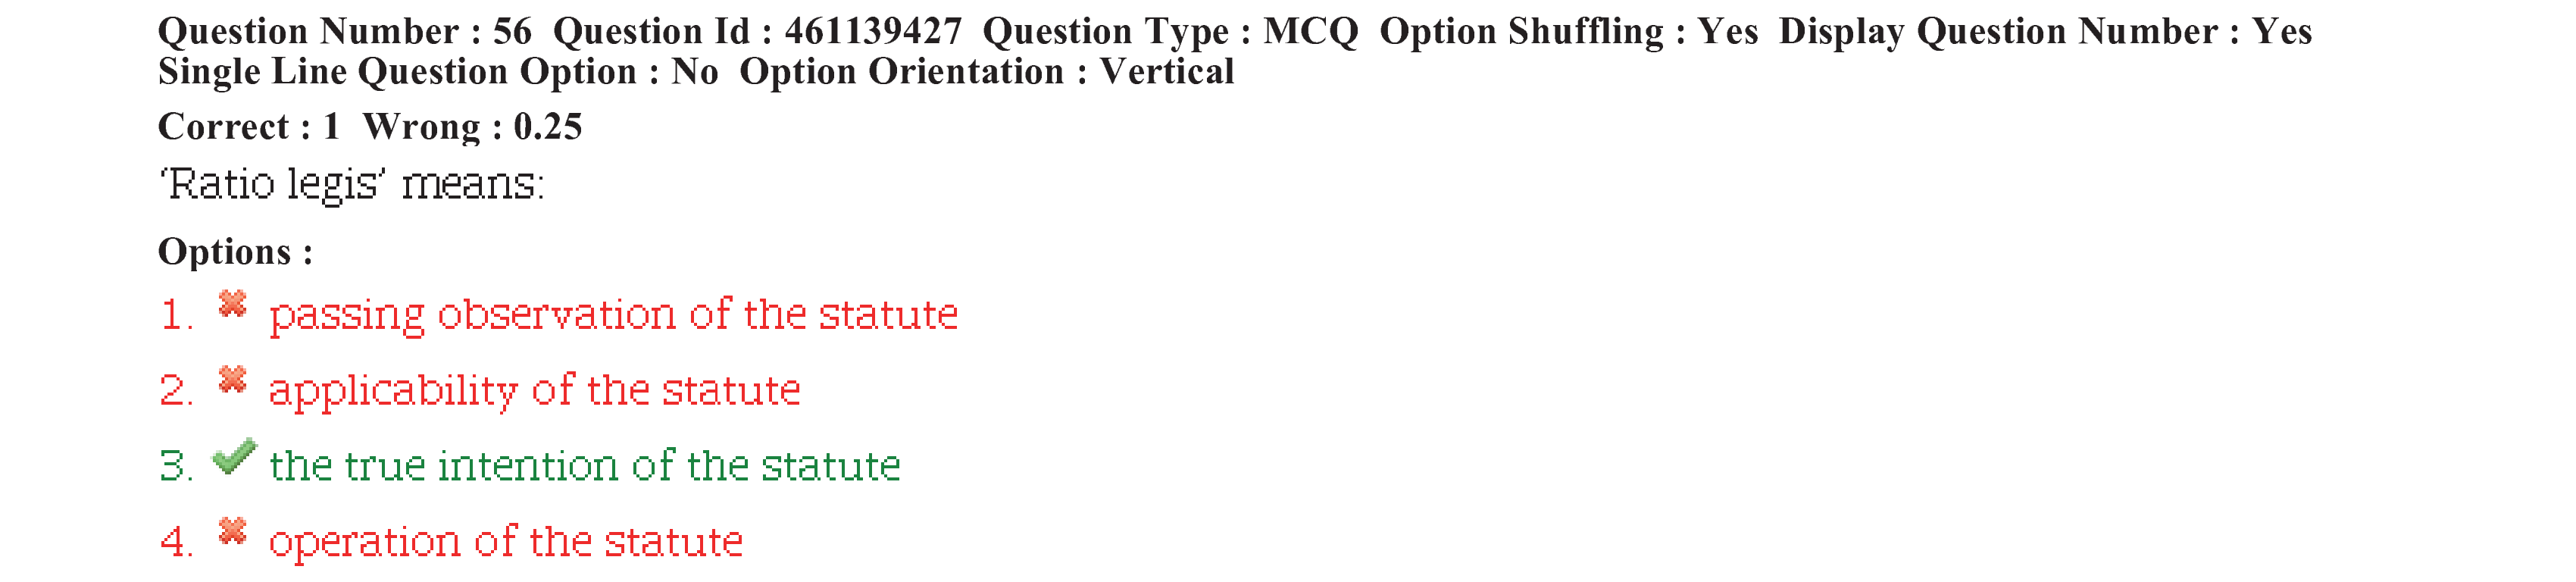 Question Number : 56 Question Id : 461139427 Question Type : MCQ Option Shuffling : Yes Display Question Number : Yes
Single Line Question Option : No Option Orientation : Vertical
Correct : 1 Wrong : 0.25
‘Ratio legis’ means:
Options :
1. passing observation of the statute
2. applicability of the statute
3. the true intention of the statute
4. operation of the statute